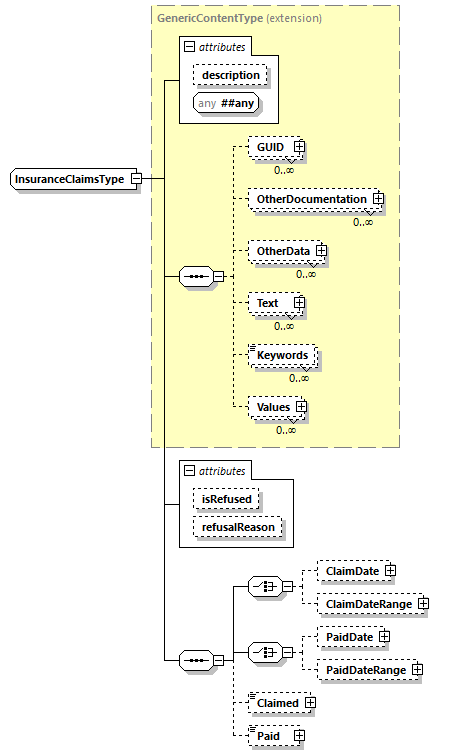 GenericContentType (extension)
attributes
description
any ##any
InsuranceClaimsType
GUID
0..∞
OtherDocumentation
0..∞
OtherData
0..∞
Text
0..∞
Keywords
0..∞
Values
0..∞
attributes
isRefused
refusalReason
ClaimDate
ClaimDateRange
PaidDate
PaidDateRange
Claimed
Paid